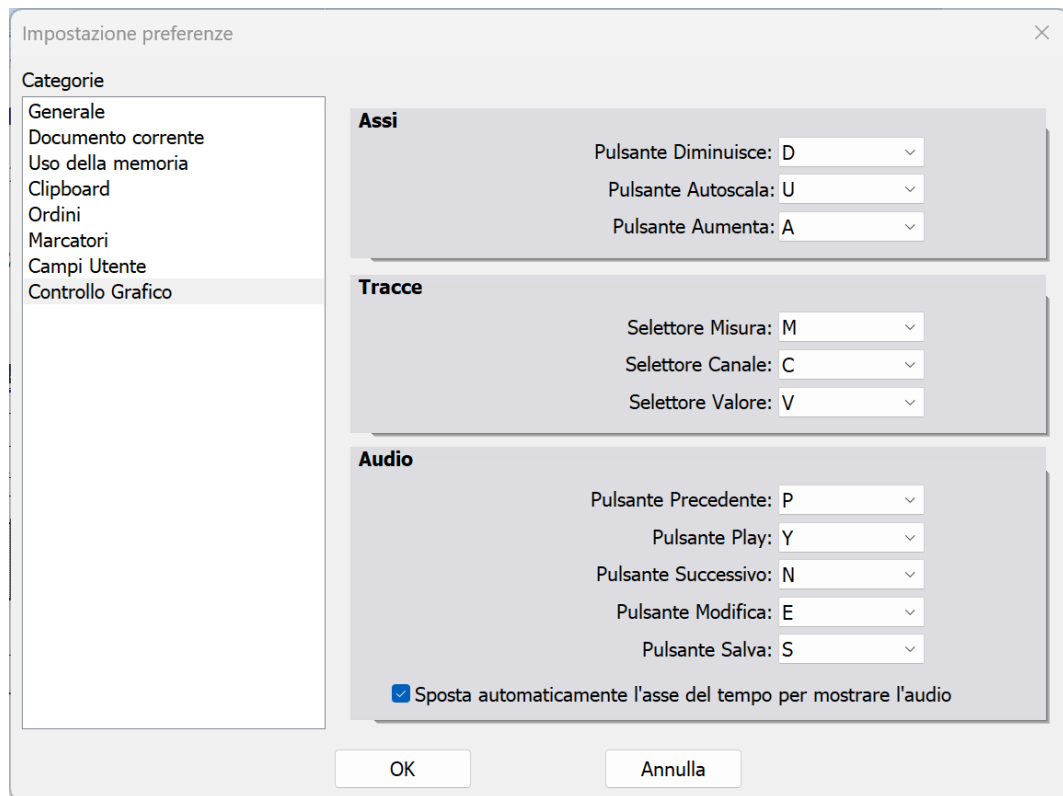 Impostazione preferenze
Categorie
Generale
Documento corrente
Uso della memoria
Clipboard
Ordini
Marcatori
Campi Utente
Controllo Grafico
Assi
Pulsante Diminuisce: D
Pulsante Autoscala: U
Pulsante Aumenta: A
Tracce
Selettore Misura: M
Selettore Canale: C
Selettore Valore: V
Audio
Pulsante Precedente: P
Pulsante Play: Y
Pulsante Successivo: N
Pulsante Modifica: E
Pulsante Salva: S
Sposta automaticamente l'asse del tempo per mostrare l'audio
OK Annulla